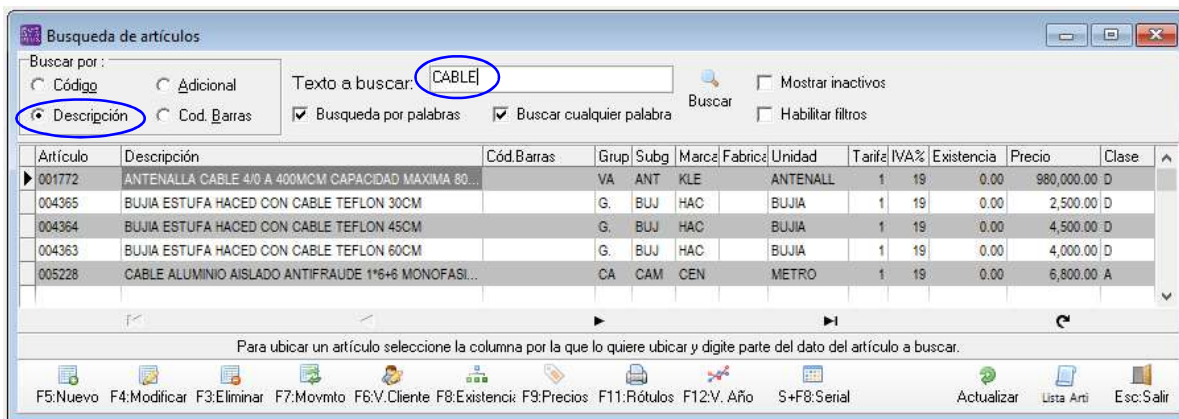 Busqueda de artículos
Buscar por :
Código
Adicional
Descripción
Cod. Barras
Texto a buscar: CABLE
Busqueda por palabras
Buscar cualquier palabra
Buscar
Mostrar inactivos
Habilitar filtros
Artículo Descripción Cód.Barras Grup Subg Marca Fabrica Unidad Tarifa IVA% Existencia Precio Clase
001772 ANTENALLA CABLE 4/0 A 400MCM CAPACIDAD MAXIMA 80... VA ANT KLE ANTENALL 1 19 0.00 980,000.00 D
004365 BUJIA ESTUFA HACED CON CABLE TEFLON 30CM G. BUJ HAC BUJIA 1 19 0.00 2,500.00 D
004364 BUJIA ESTUFA HACED CON CABLE TEFLON 45CM G. BUJ HAC BUJIA 1 19 0.00 4,500.00 D
004363 BUJIA ESTUFA HACED CON CABLE TEFLON 60CM G. BUJ HAC BUJIA 1 19 0.00 4,000.00 D
005228 CABLE ALUMINIO AISLADO ANTIFRAUDE 1*6+6 MONOFASI... CA CAM CEN METRO 1 19 0.00 6,800.00 A
Para ubicar un artículo seleccione la columna por la que lo quiere ubicar y digite parte del dato del artículo a buscar.
F5:Nuevo F4:Modificar F3:Eliminar F7:Movmto F6:V.Cliente F8:Existencia F9:Precios F11:Rótulos F12:V. Año S+F8:Serial Actualizar Lista Arti Esc:Salir